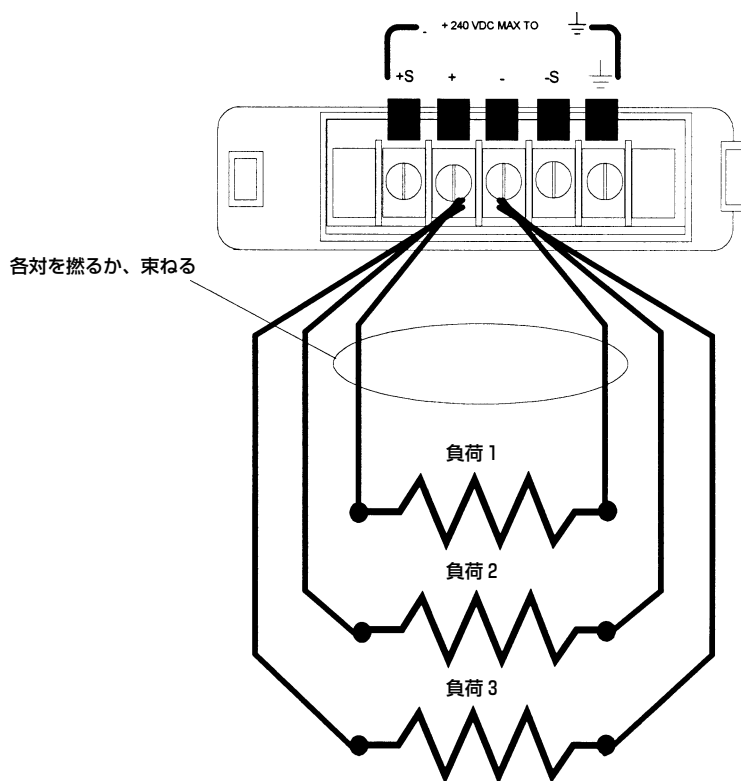 - + 240 VDC MAX TO
+S + - -S
各対を撚るか、束ねる
負荷1
負荷2
負荷3